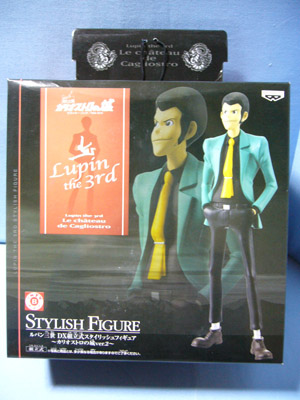 Lupin the 3rd
Le château
de
Cagliostro
Lupin
the 3rd
Lupin the 3rd
Le château
de Cagliostro
STYLISH FIGURE
ルパン三世 DX組立式スタイリッシュフィギュア
～カリオストロの城ver.2～